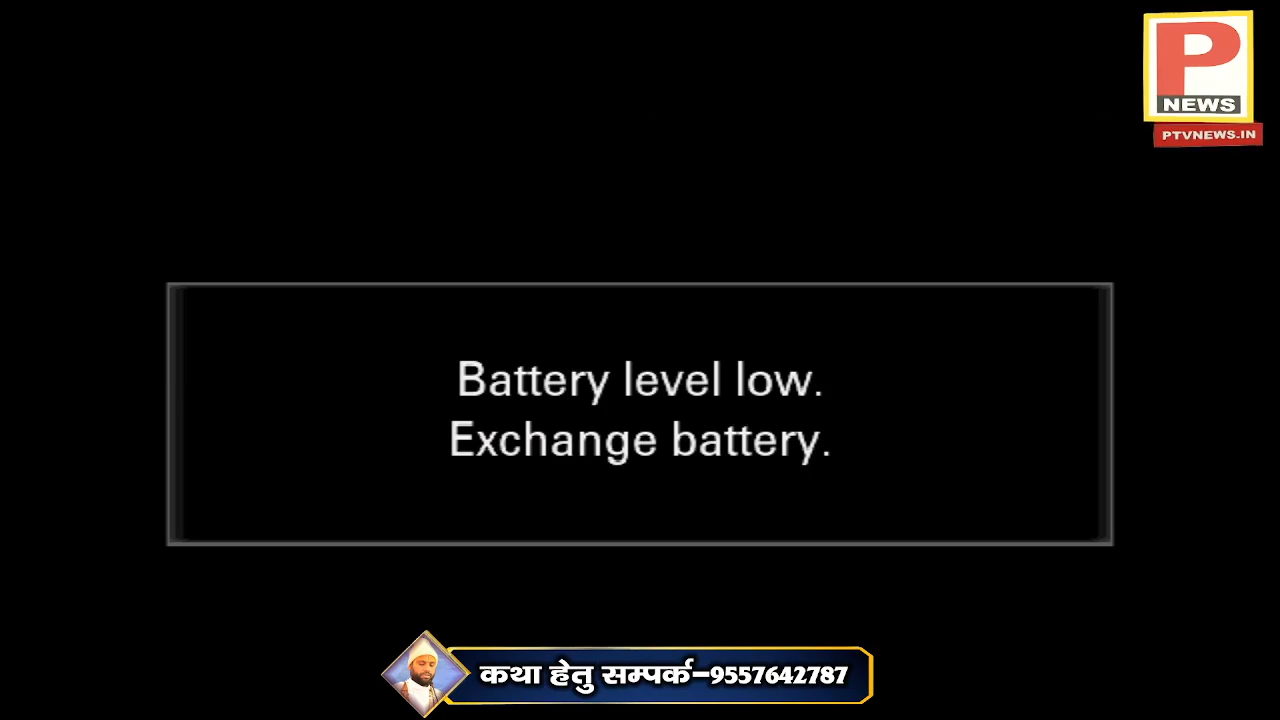 P
NEWS
PTVNEWS.IN
Battery level low.
Exchange battery.
कथा हेतु सम्पर्क-9557642787